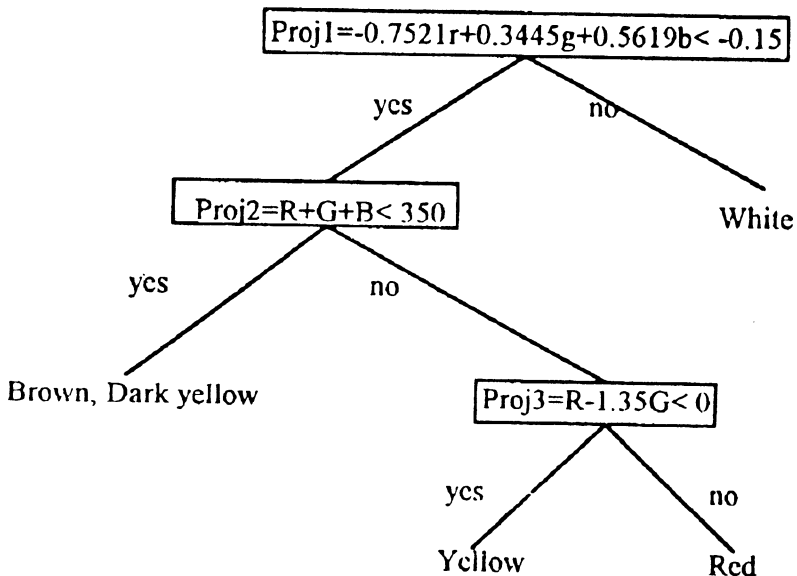 Proj1=-0.7521r+0.3445g+0.5619b< -0.15
yes
no
White
Proj2=R+G+B< 350
yes
no
Brown, Dark yellow
Proj3=R-1.35G< 0
yes
no
Yellow
Red